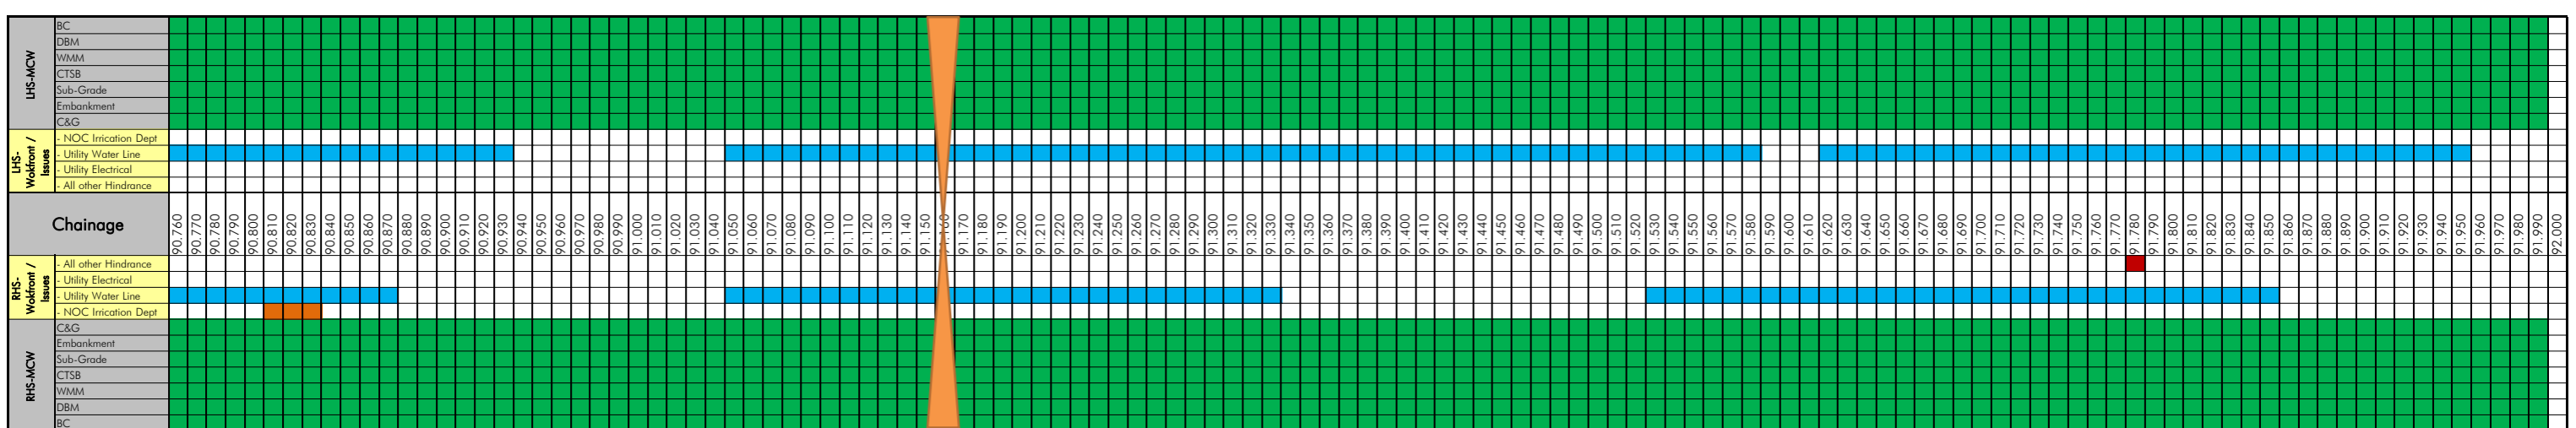 LHS-MCW
BC
DBM
WMM
CTSB
Sub-Grade
Embankment
C&G
LHS-
Wokfront /
Issues
- NOC Irrication Dept
- Utility Water Line
- Utility Electrical
- All other Hindrance
Chainage
90.760 90.770 90.780 90.790 90.800 90.810 90.820 90.830 90.840 90.850 90.860 90.870 90.880 90.890 90.900 90.910 90.920 90.930 90.940 90.950 90.960 90.970 90.980 90.990 91.000 91.010 91.020 91.030 91.040 91.050 91.060 91.070 91.080 91.090 91.100 91.110 91.120 91.130 91.140 91.150 91.160 91.170 91.180 91.190 91.200 91.210 91.220 91.230 91.240 91.250 91.260 91.270 91.280 91.290 91.300 91.310 91.320 91.330 91.340 91.350 91.360 91.370 91.380 91.390 91.400 91.410 91.420 91.430 91.440 91.450 91.460 91.470 91.480 91.490 91.500 91.510 91.520 91.530 91.540 91.550 91.560 91.570 91.580 91.590 91.600 91.610 91.620 91.630 91.640 91.650 91.660 91.670 91.680 91.690 91.700 91.710 91.720 91.730 91.740 91.750 91.760 91.770 91.780 91.790 91.800 91.810 91.820 91.830 91.840 91.850 91.860 91.870 91.880 91.890 91.900 91.910 91.920 91.930 91.940 91.950 91.960 91.970 91.980 91.990 92.000
RHS-
Wokfront /
Issues
- All other Hindrance
- Utility Electrical
- Utility Water Line
- NOC Irrication Dept
RHS-MCW
C&G
Embankment
Sub-Grade
CTSB
WMM
DBM
BC